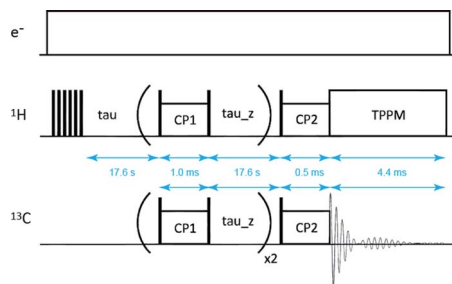 e-
1H
tau
CP1
tau_z
CP2
TPPM
17.6 s
1.0 ms
17.6 s
0.5 ms
4.4 ms
13C
CP1
tau_z
CP2
x2